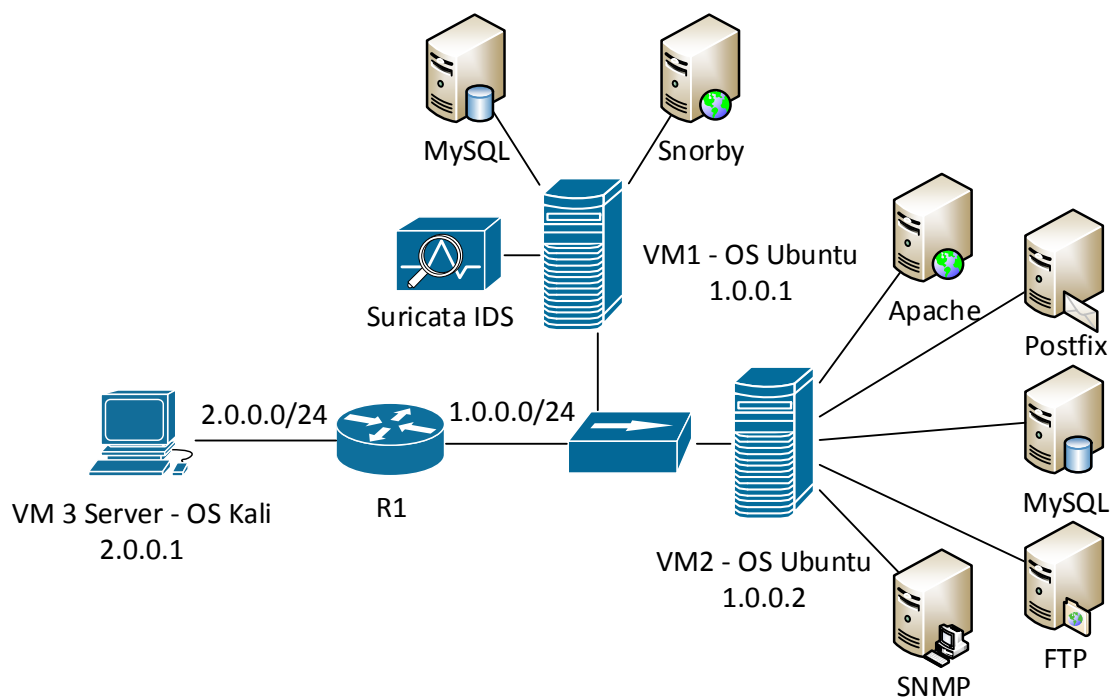 MySQL
Snorby
Suricata IDS
VM1 - OS Ubuntu
1.0.0.1
Apache
Postfix
2.0.0.0/24
1.0.0.0/24
R1
VM 3 Server - OS Kali
2.0.0.1
MySQL
VM2 - OS Ubuntu
1.0.0.2
FTP
SNMP